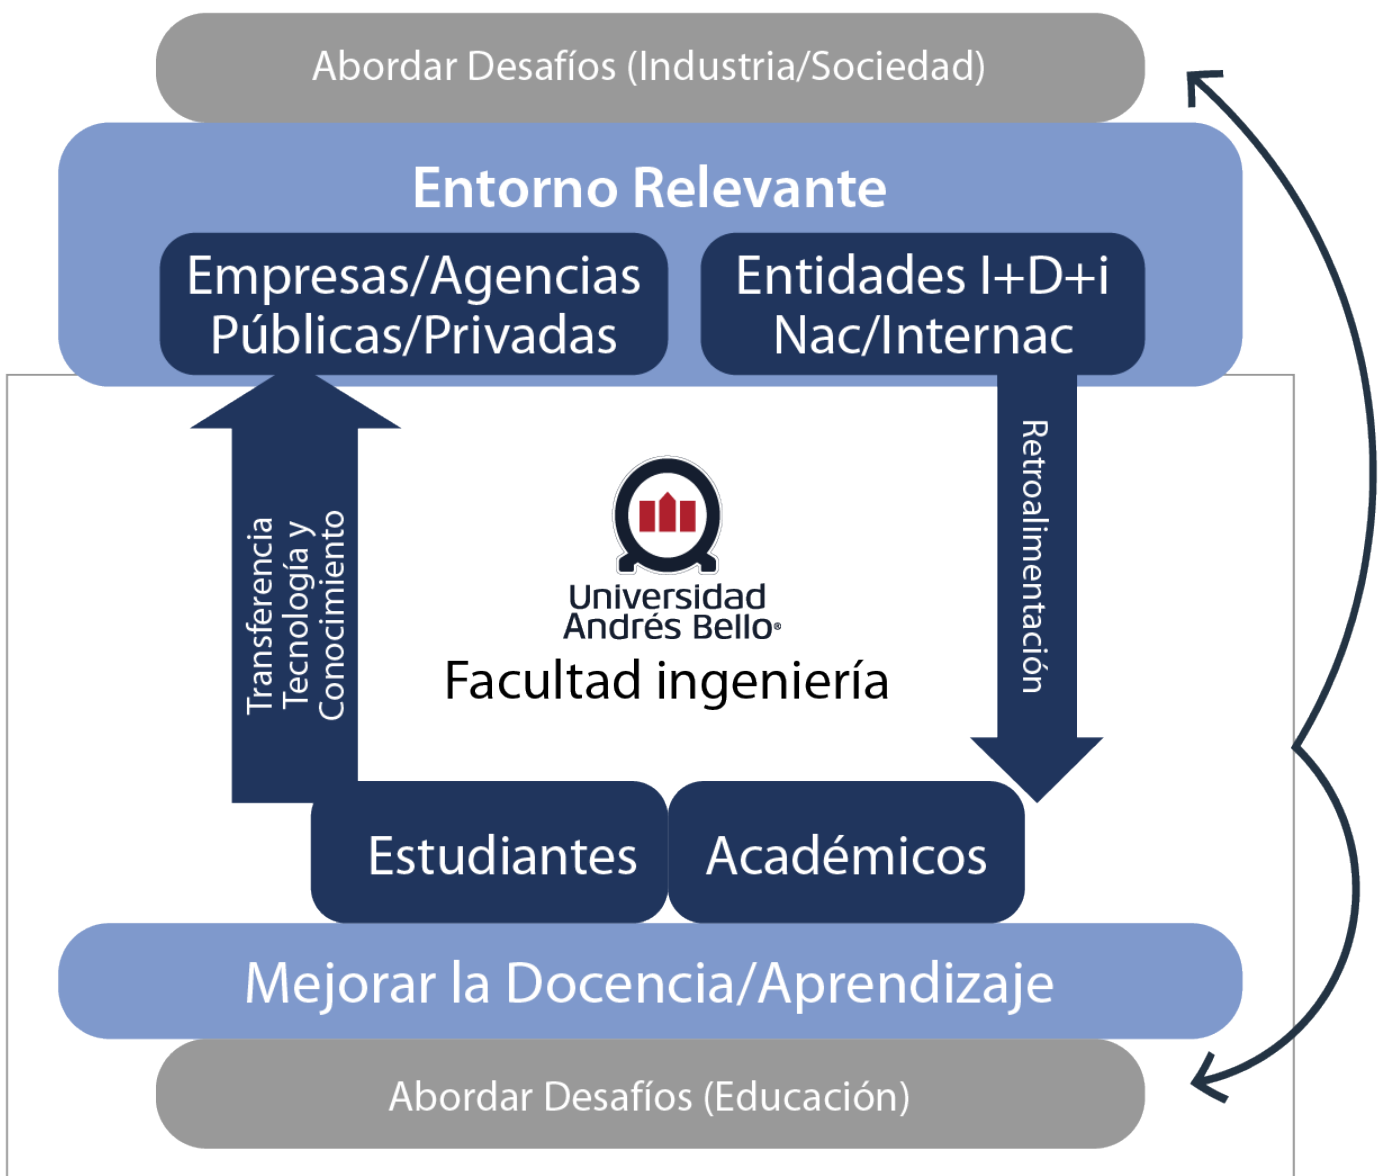 Abordar Desafíos (Industria/Sociedad)
Entorno Relevante
Empresas/Agencias
Públicas/Privadas
Entidades I+D+i
Nac/Internac
Transferencia
Tecnología y
Conocimiento
Universidad
Andrés Bello®
Facultad ingeniería
Retroalimentación
Estudiantes
Académicos
Mejorar la Docencia/Aprendizaje
Abordar Desafíos (Educación)